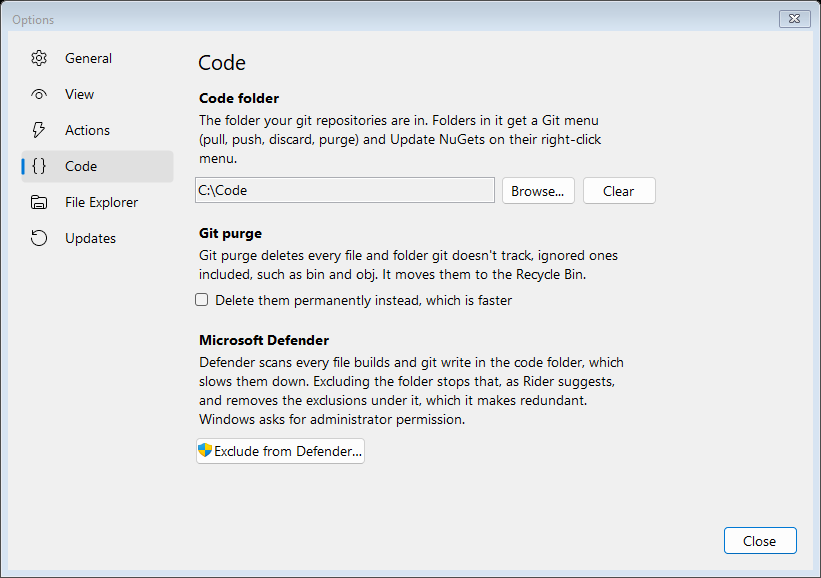 Options
General
View
Actions
Code
File Explorer
Updates
Code
Code folder
The folder your git repositories are in. Folders in it get a Git menu
(pull, push, discard, purge) and Update NuGets on their right-click
menu.
C:\Code
Browse...
Clear
Git purge
Git purge deletes every file and folder git doesn't track, ignored ones
included, such as bin and obj. It moves them to the Recycle Bin.
Delete them permanently instead, which is faster
Microsoft Defender
Defender scans every file builds and git write in the code folder, which
slows them down. Excluding the folder stops that, as Rider suggests,
and removes the exclusions under it, which it makes redundant.
Windows asks for administrator permission.
Exclude from Defender...
Close